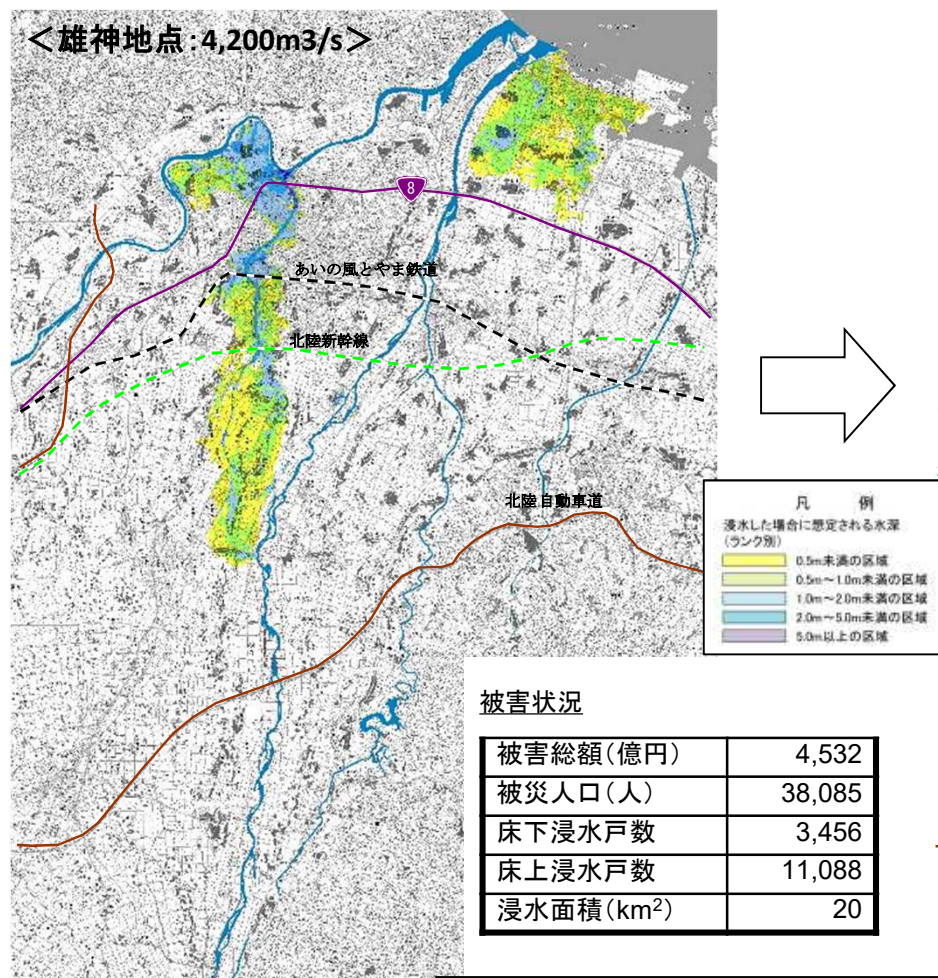 ＜雄神地点：4,200m3/s＞
8
あいの風とやま鉄道
北陸新幹線
北陸自動車道
凡　例
浸水した場合に想定される水深
（ランク別）
0.5m未満の区域
0.5m～1.0m未満の区域
1.0m～2.0m未満の区域
2.0m～5.0m未満の区域
5.0m以上の区域
被害状況
被害総額（億円） 4,532
被災人口（人） 38,085
床下浸水戸数 3,456
床上浸水戸数 11,088
浸水面積（km²） 20